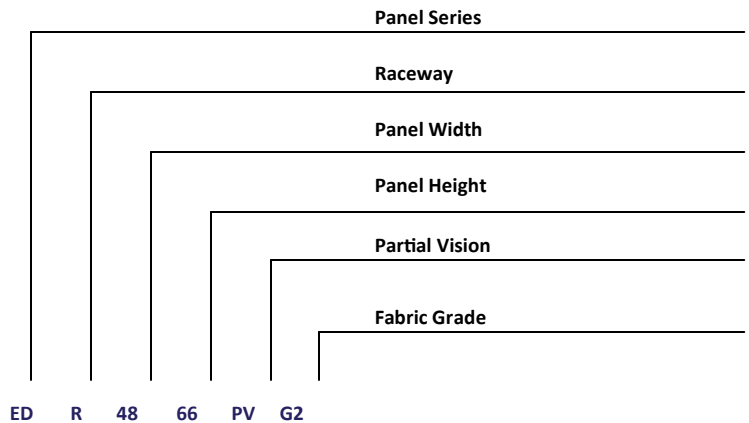 Panel Series
Raceway
Panel Width
Panel Height
Partial Vision
Fabric Grade
ED R 48 66 PV G2